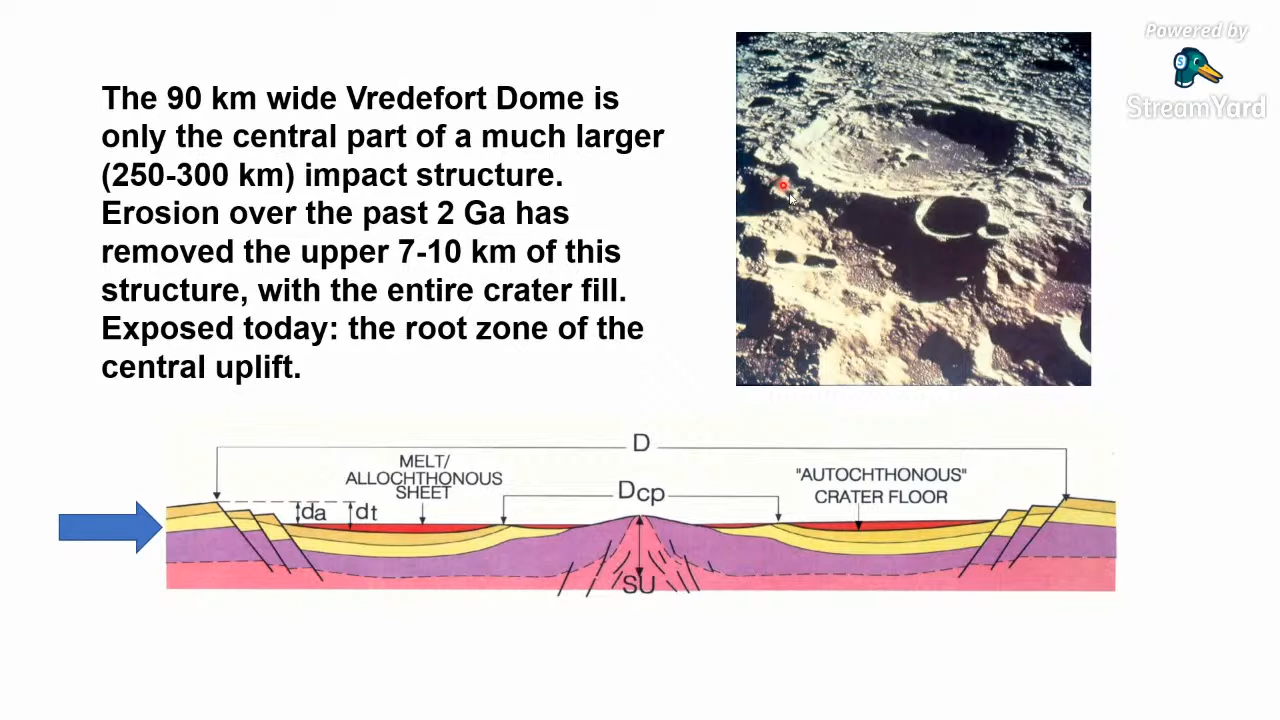 The 90 km wide Vredefort Dome is
only the central part of a much larger
(250-300 km) impact structure.
Erosion over the past 2 Ga has
removed the upper 7-10 km of this
structure, with the entire crater fill.
Exposed today: the root zone of the
central uplift.
Powered by
S
StreamYard
D
MELT/
ALLOCHTHONOUS
SHEET
Dcp
"AUTOCHTHONOUS"
CRATER FLOOR
da
dt
SU